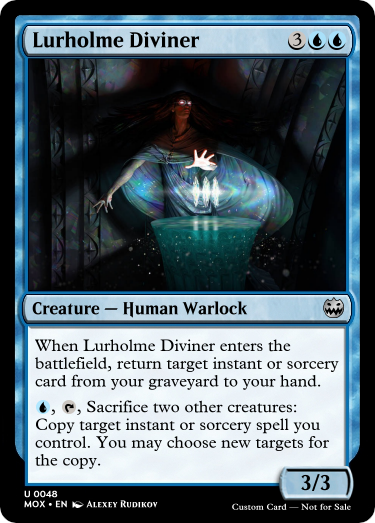 Lurholme Diviner 3
Creature — Human Warlock
When Lurholme Diviner enters the
battlefield, return target instant or sorcery
card from your graveyard to your hand.
, , Sacrifice two other creatures:
Copy target instant or sorcery spell you
control. You may choose new targets for
the copy.
3/3
U 0048
MOX • EN Alexey Rudikov
Custom Card — Not for Sale